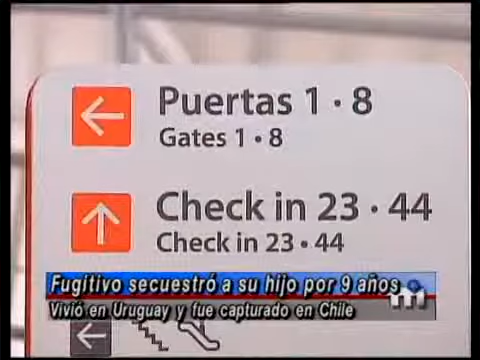 Puertas 1 · 8
Gates 1 · 8
Check in 23 · 44
Check in 23 · 44
Fugitivo secuestró a su hijo por 9 años
Vivió en Uruguay y fue capturado en Chile